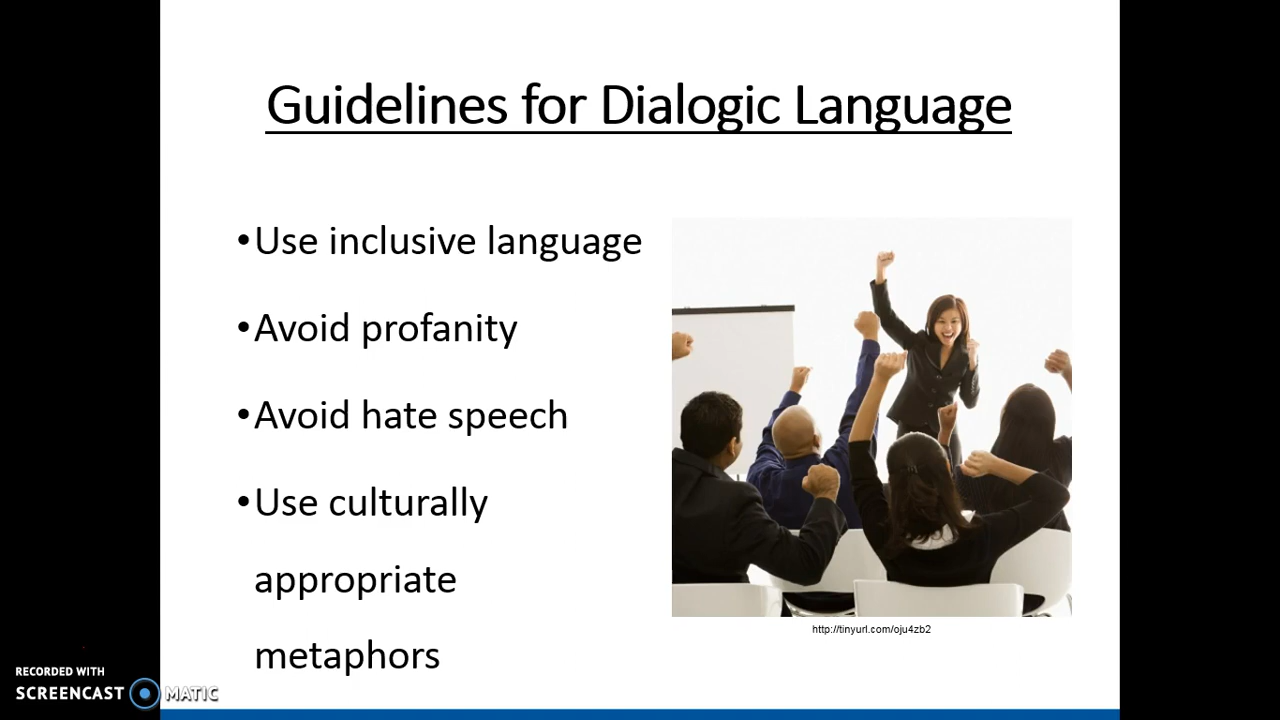 Guidelines for Dialogic Language
•Use inclusive language
•Avoid profanity
•Avoid hate speech
•Use culturally
appropriate
metaphors
http://tinyurl.com/oju4zb2
RECORDED WITH
SCREENCAST MATIC